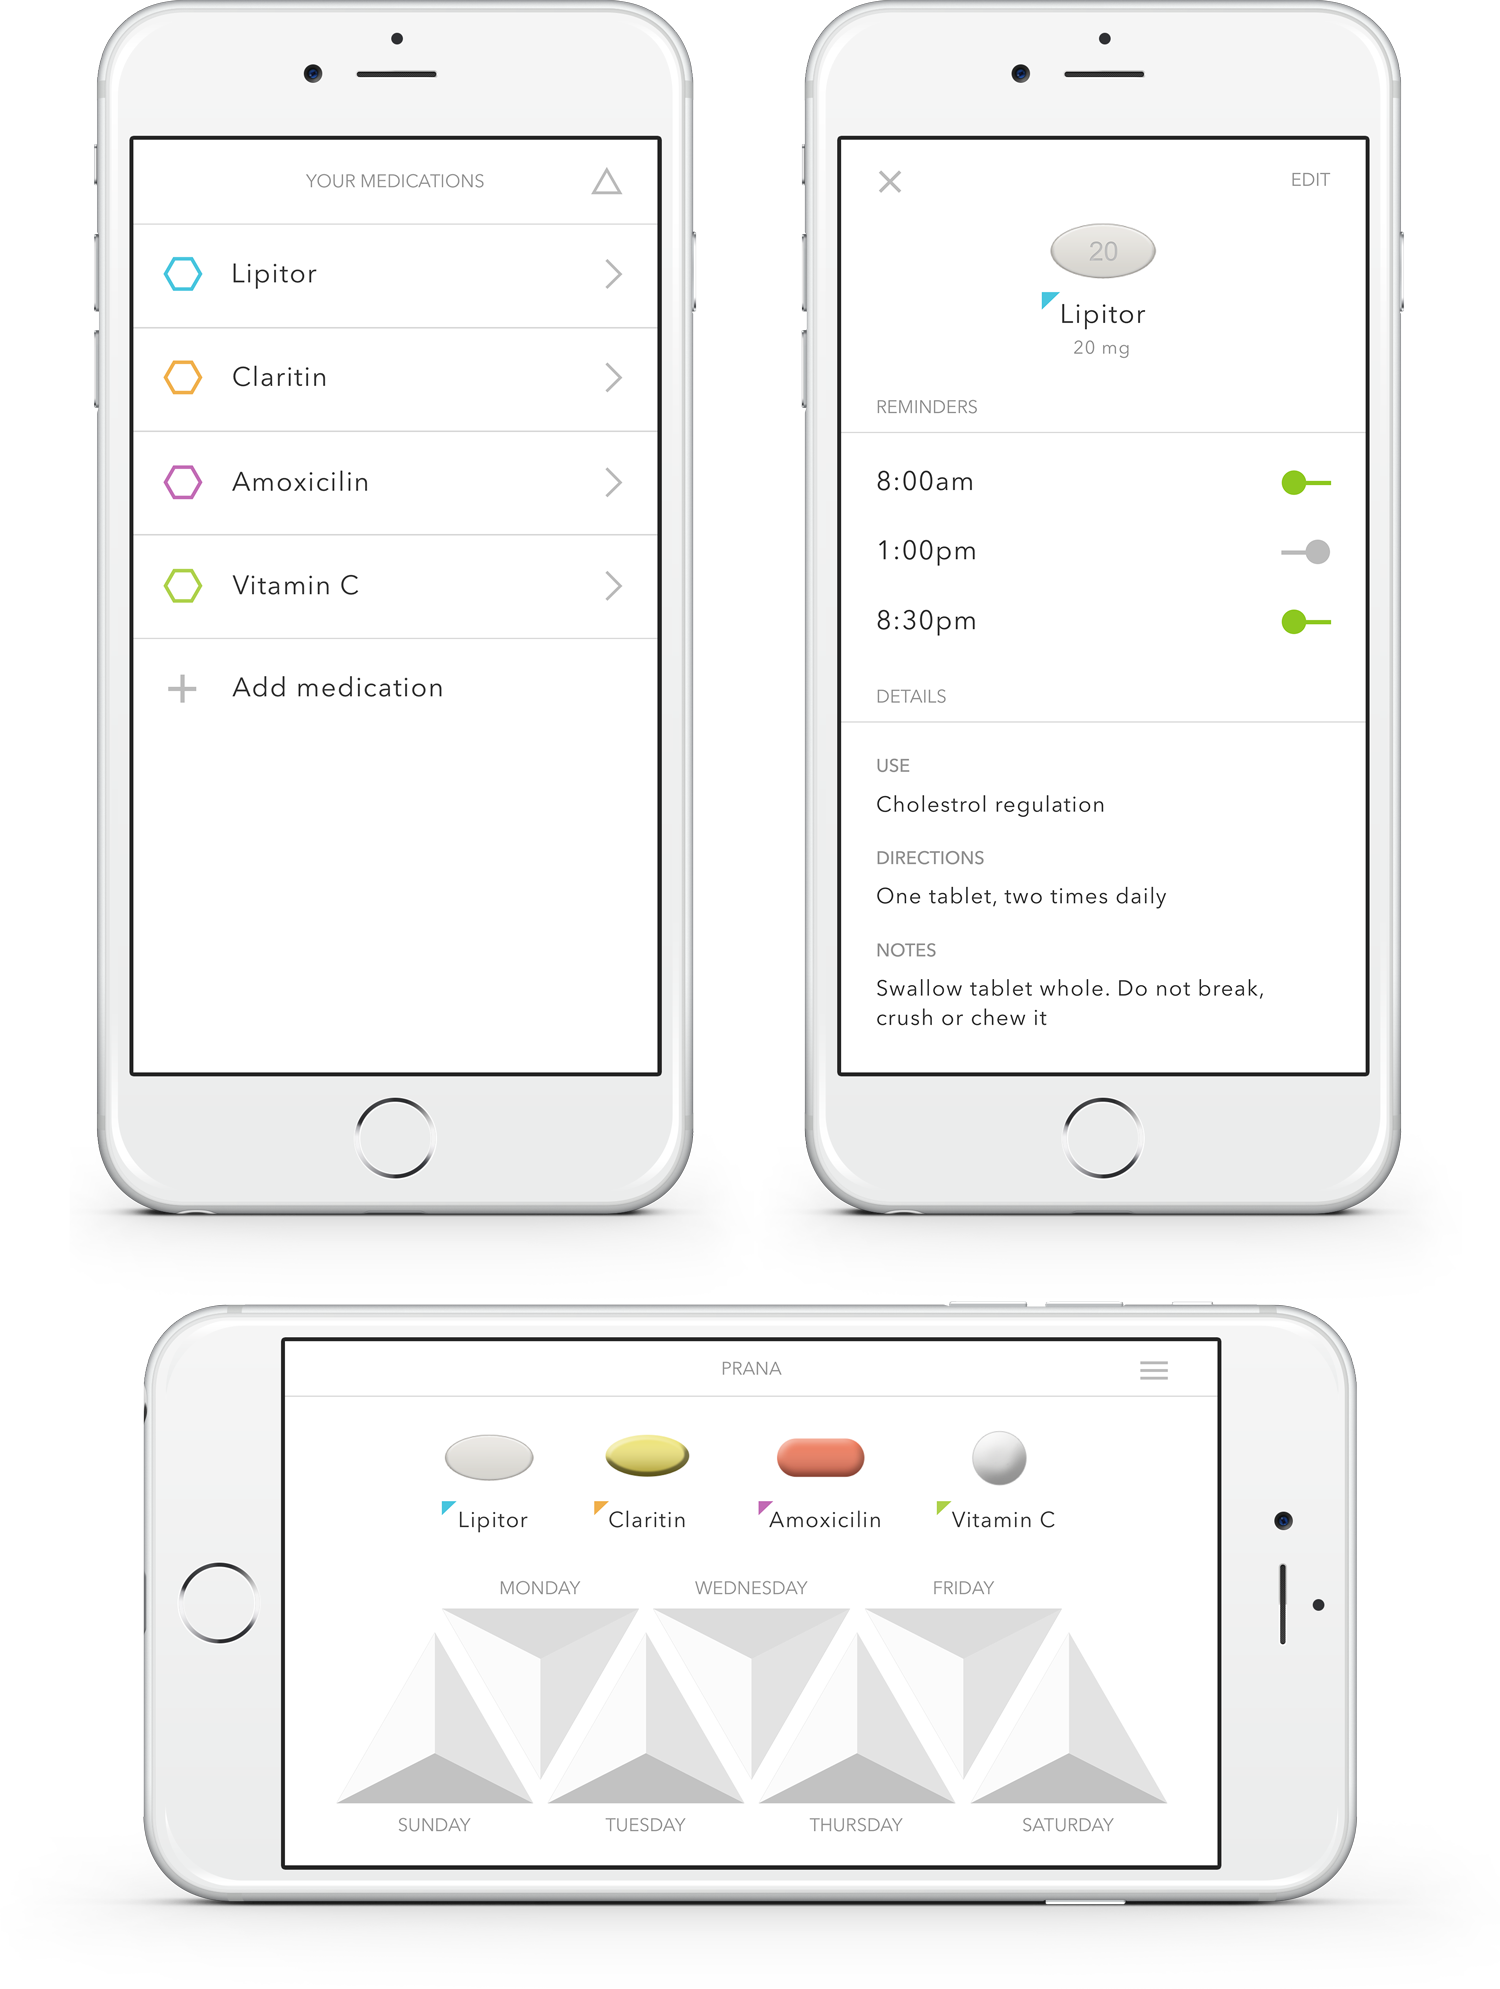 YOUR MEDICATIONS
Lipitor
Claritin
Amoxicilin
Vitamin C
Add medication
EDIT
20
Lipitor
20 mg
REMINDERS
8:00am
1:00pm
8:30pm
DETAILS
USE
Cholestrol regulation
DIRECTIONS
One tablet, two times daily
NOTES
Swallow tablet whole. Do not break,
crush or chew it
PRANA
Lipitor Claritin Amoxicilin Vitamin C
MONDAY WEDNESDAY FRIDAY
SUNDAY TUESDAY THURSDAY SATURDAY